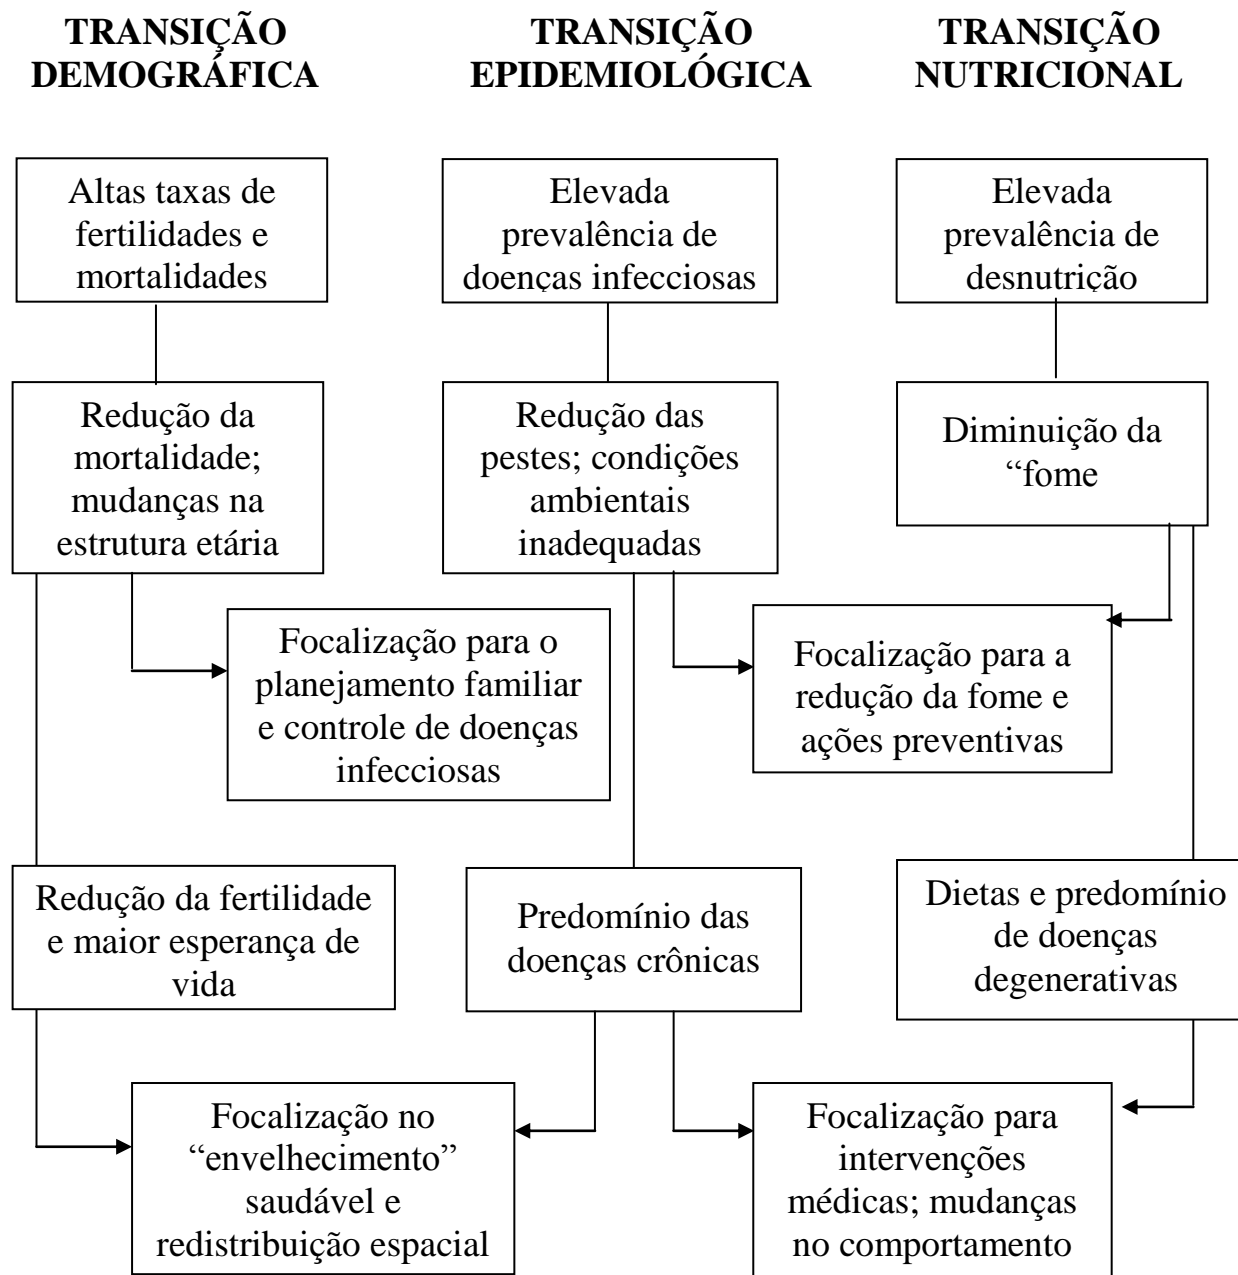 TRANSIÇÃO
DEMOGRÁFICA
TRANSIÇÃO
EPIDEMIOLÓGICA
TRANSIÇÃO
NUTRICIONAL
Altas taxas de
fertilidades e
mortalidades
Elevada
prevalência de
doenças infecciosas
Elevada
prevalência de
desnutrição
Redução da
mortalidade;
mudanças na
estrutura etária
Redução das
pestes; condições
ambientais
inadequadas
Diminuição da
“fome
Focalização para o
planejamento familiar
e controle de doenças
infecciosas
Focalização para a
redução da fome e
ações preventivas
Redução da fertilidade
e maior esperança de
vida
Predomínio das
doenças crônicas
Dietas e predomínio
de doenças
degenerativas
Focalização no
“envelhecimento”
saudável e
redistribuição espacial
Focalização para
intervenções
médicas; mudanças
no comportamento